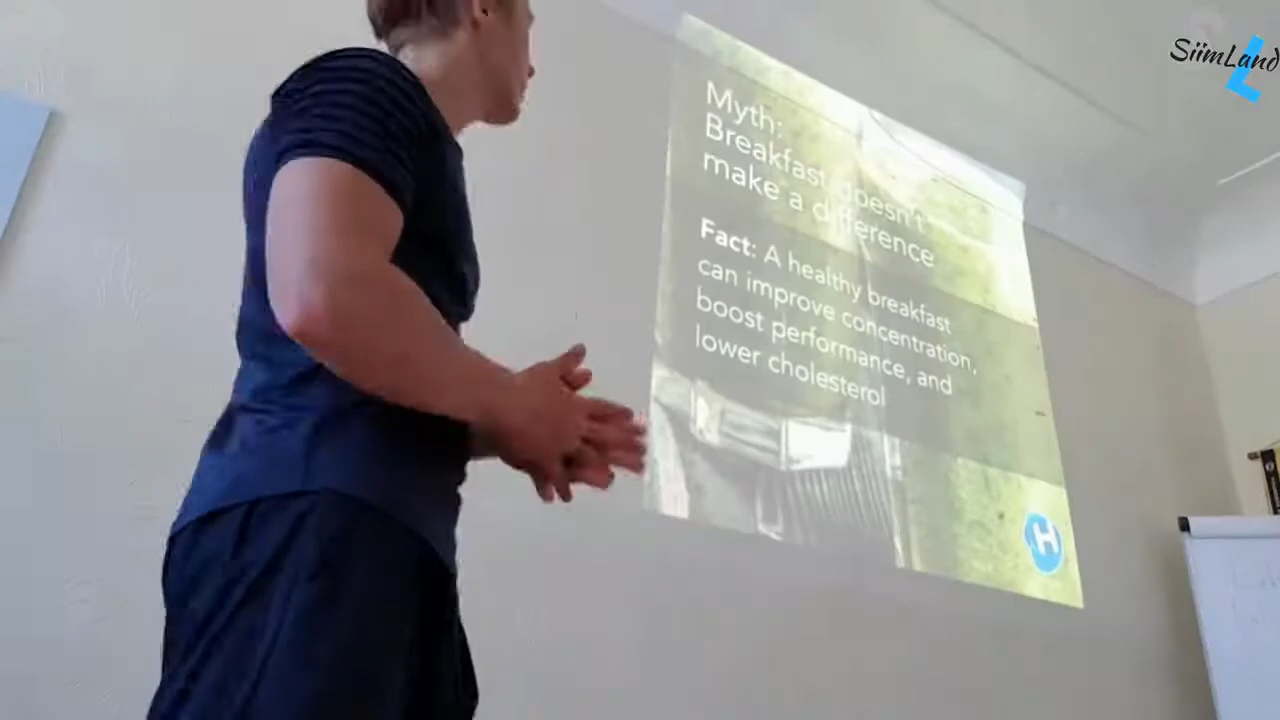 SiimLand
Myth:
Breakfast doesn't
make a difference
Fact: A healthy breakfast
can improve concentration,
boost performance, and
lower cholesterol
H